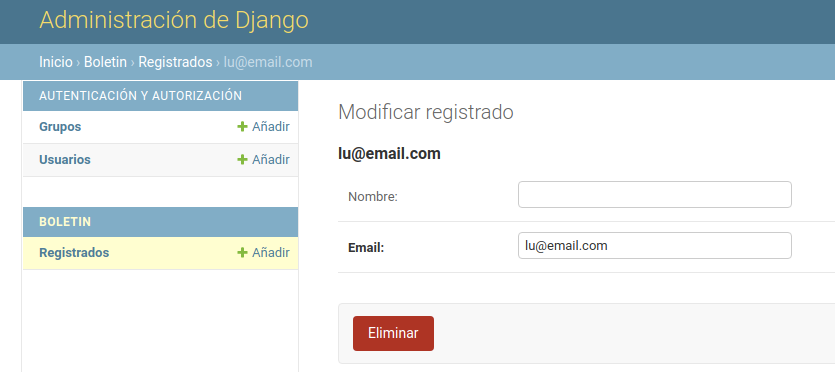 Administración de Django
Inicio › Boletin › Registrados › lu@email.com
AUTENTICACIÓN Y AUTORIZACIÓN
Grupos + Añadir
Usuarios + Añadir
BOLETIN
Registrados + Añadir
Modificar registrado
lu@email.com
Nombre:
Email: lu@email.com
Eliminar